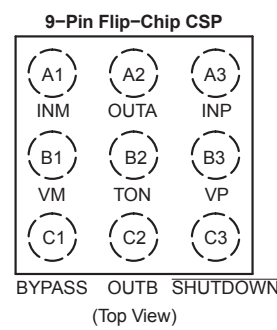 9−Pin Flip−Chip CSP
A1 A2 A3
INM OUTA INP
B1 B2 B3
VM TON VP
C1 C2 C3
BYPASS OUTB SHUTDOWN
(Top View)